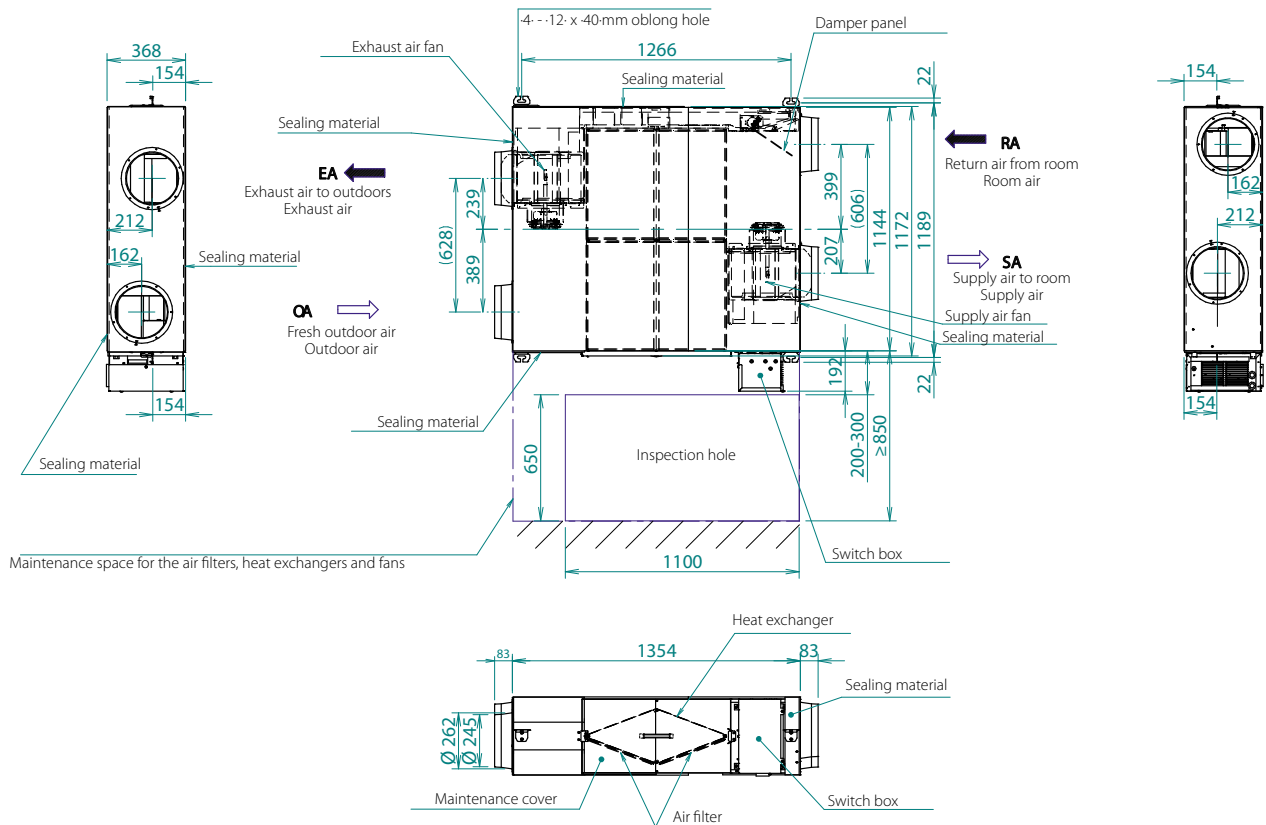 ·4·-·-12· x ·40·mm oblong hole
Damper panel
Exhaust air fan
368
1266
22
154
154
Sealing material
Sealing material
RA
EA
Return air from room
Exhaust air to outdoors
Room air
Exhaust air
239
399
(606)
1144
1172
1189
162
212
212
(628)
389
207
162
Sealing material
SA
Supply air to room
Supply air
OA
Supply air fan
Fresh outdoor air
Sealing material
Outdoor air
192
22
154
154
Sealing material
200-300
≥850
650
Inspection hole
Sealing material
Switch box
Maintenance space for the air filters, heat exchangers and fans
1100
Heat exchanger
83
1354
83
Sealing material
Ø 262
Ø 245
Maintenance cover
Switch box
Air filter